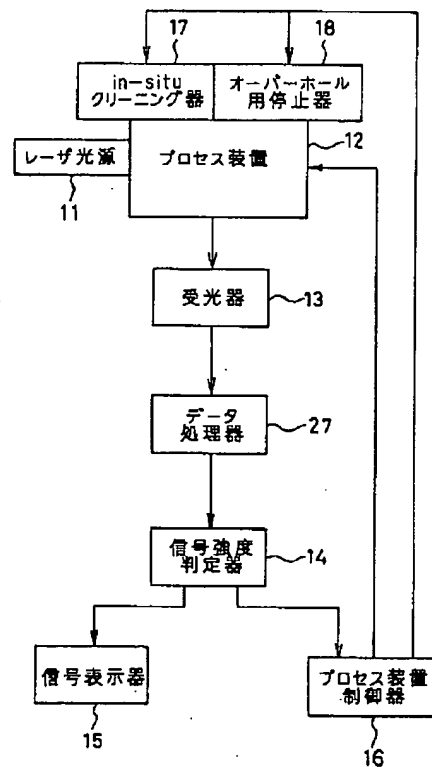 17
18
in-situ
クリーニング器
オーバーホール
用停止器
レーザ光源
プロセス装置
12
11
受光器
13
データ
処理器
27
信号強度
判定器
14
信号表示器
15
プロセス装置
制御器
16